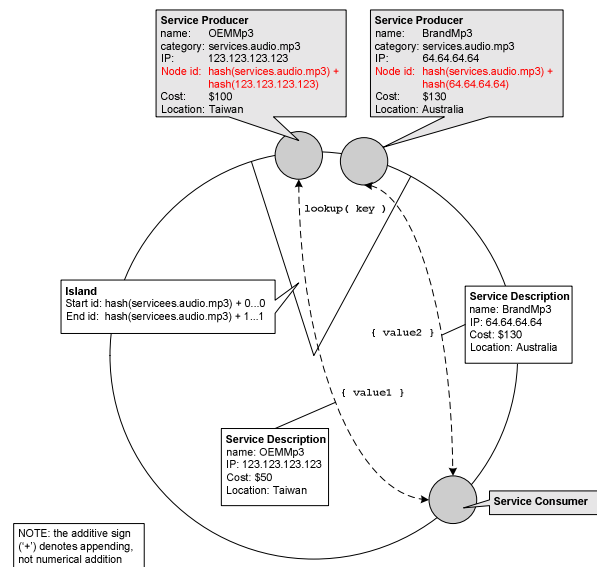 Service Producer
name: OEMMp3
category: services.audio.mp3
IP: 123.123.123.123
Node id: hash(services.audio.mp3) +
hash(123.123.123.123)
Cost: $100
Location: Taiwan
Service Producer
name: BrandMp3
category: services.audio.mp3
IP: 64.64.64.64
Node id: hash(services.audio.mp3) +
hash(64.64.64.64)
Cost: $130
Location: Australia
lookup( key )
Island
Start id: hash(servicees.audio.mp3) + 0...0
End id: hash(servicees.audio.mp3) + 1...1
Service Description
name: BrandMp3
IP: 64.64.64.64
Cost: $130
Location: Australia
{ value2 }
{ value1 }
Service Description
name: OEMMp3
IP: 123.123.123.123
Cost: $50
Location: Taiwan
Service Consumer
NOTE: the additive sign
('+') denotes appending,
not numerical addition